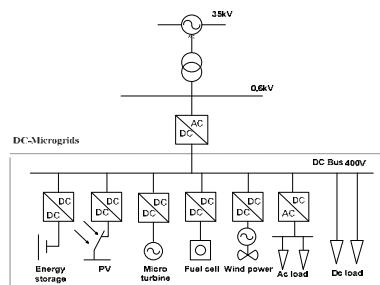 35kV
0,6kV
AC
DC
DC-Microgrids
DC Bus 400V
DC DC DC DC DC DC
DC DC DC DC DC AC
Energy storage
PV
Micro turbine
Fuel cell
Wind power
Ac load
Dc load